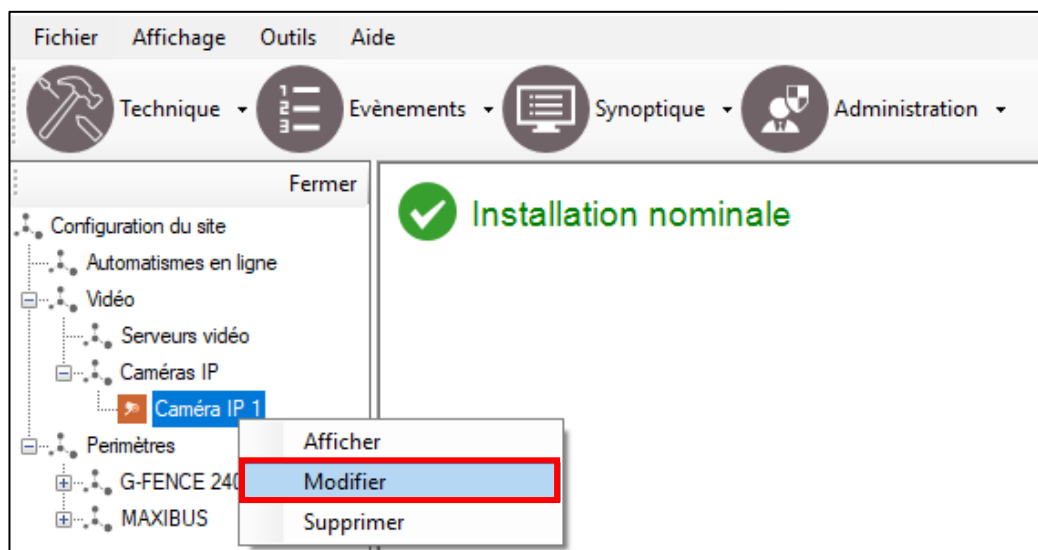 Fichier Affichage Outils Aide
Technique Evènements Synoptique Administration
Fermer
Installation nominale
Configuration du site
Automatismes en ligne
Vidéo
Serveurs vidéo
Caméras IP
Caméra IP 1
Afficher
Perimètres
G-FENCE 240
Modifier
MAXIBUS
Supprimer